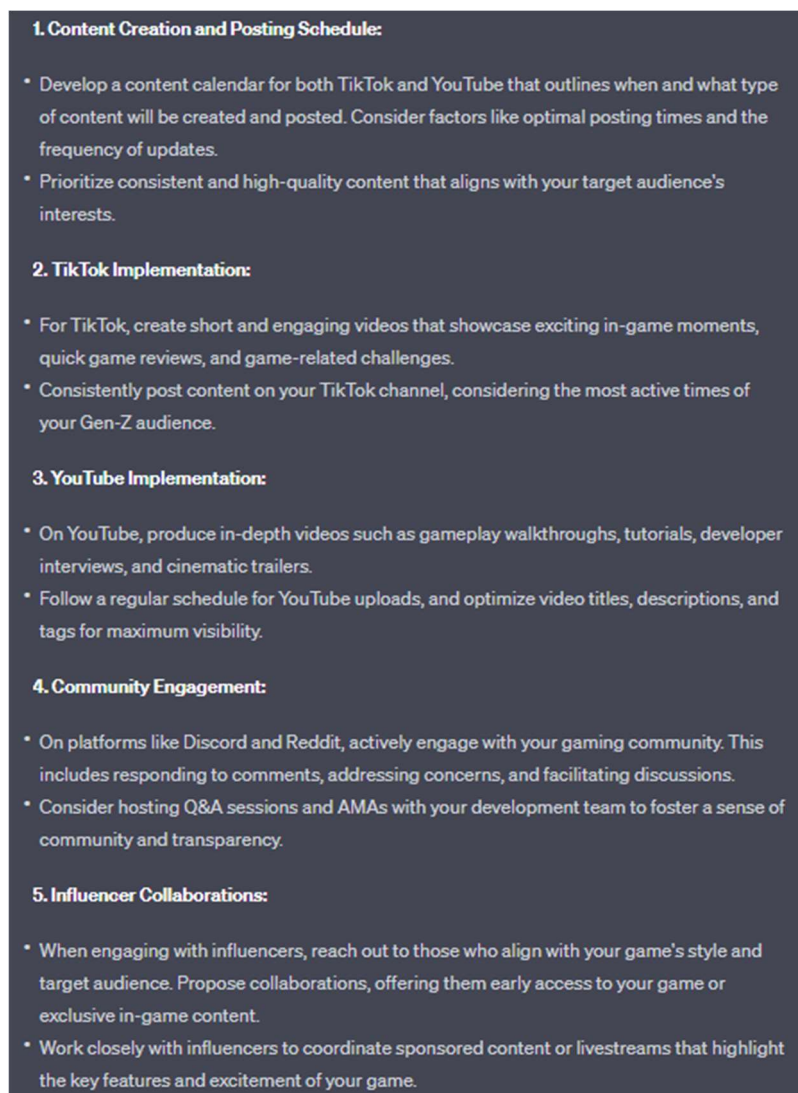 1. Content Creation and Posting Schedule:
• Develop a content calendar for both TikTok and YouTube that outlines when and what type
of content will be created and posted. Consider factors like optimal posting times and the
frequency of updates.
• Prioritize consistent and high-quality content that aligns with your target audience's
interests.
2. TikTok Implementation:
• For TikTok, create short and engaging videos that showcase exciting in-game moments,
quick game reviews, and game-related challenges.
• Consistently post content on your TikTok channel, considering the most active times of
your Gen-Z audience.
3. YouTube Implementation:
• On YouTube, produce in-depth videos such as gameplay walkthroughs, tutorials, developer
interviews, and cinematic trailers.
• Follow a regular schedule for YouTube uploads, and optimize video titles, descriptions, and
tags for maximum visibility.
4. Community Engagement:
• On platforms like Discord and Reddit, actively engage with your gaming community. This
includes responding to comments, addressing concerns, and facilitating discussions.
• Consider hosting Q&A sessions and AMAs with your development team to foster a sense of
community and transparency.
5. Influencer Collaborations:
• When engaging with influencers, reach out to those who align with your game's style and
target audience. Propose collaborations, offering them early access to your game or
exclusive in-game content.
• Work closely with influencers to coordinate sponsored content or livestreams that highlight
the key features and excitement of your game.